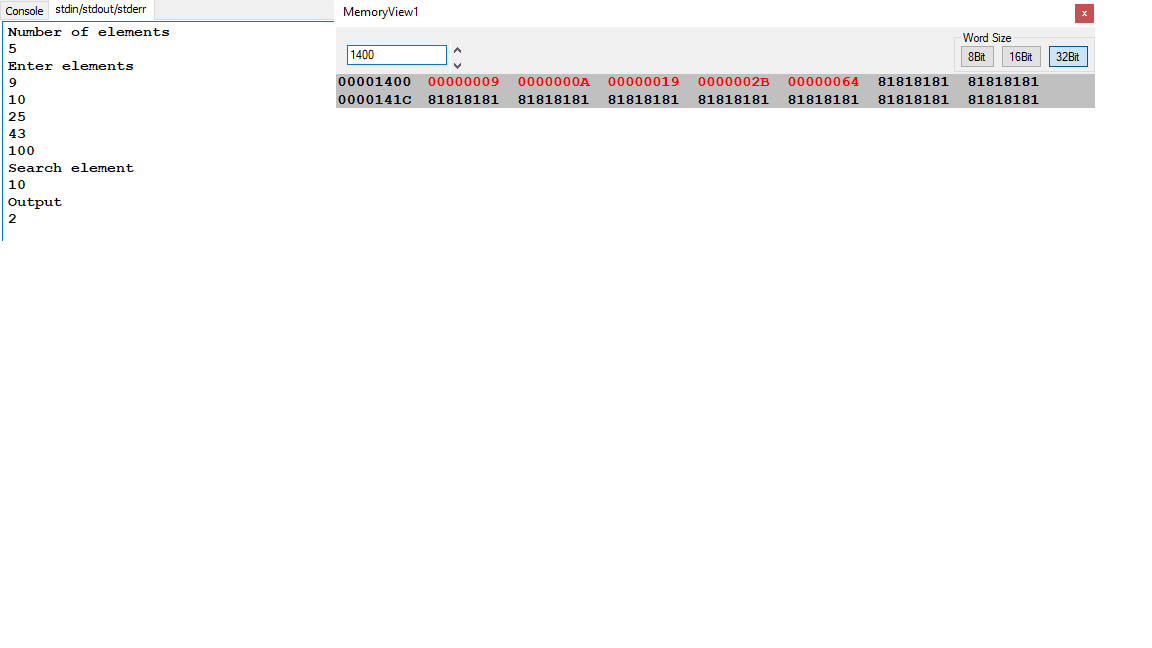 Console stdin/stdout/stderr
Number of elements
5
Enter elements
9
10
25
43
100
Search element
10
Output
2
MemoryView1
x
1400
Word Size
8Bit 16Bit 32Bit
00001400 00000009 0000000A 00000019 0000002B 00000064 81818181 81818181
0000141C 81818181 81818181 81818181 81818181 81818181 81818181 81818181